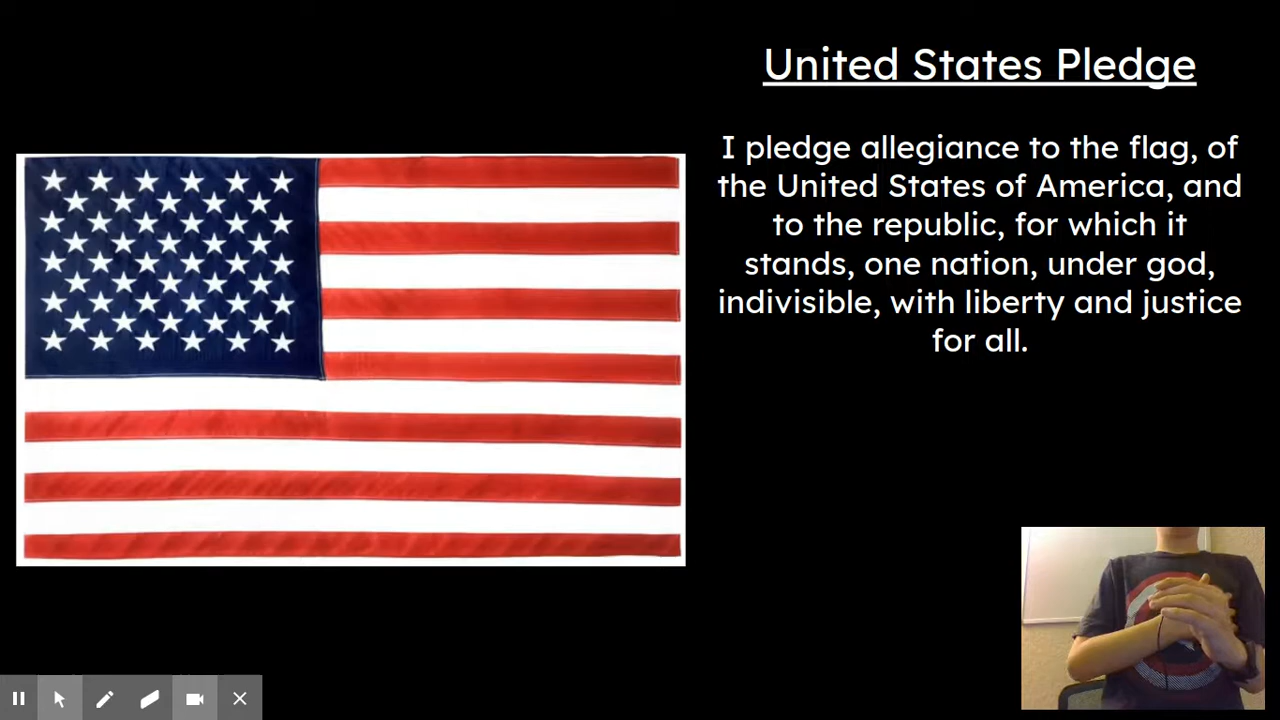 United States Pledge
I pledge allegiance to the flag, of
the United States of America, and
to the republic, for which it
stands, one nation, under god,
indivisible, with liberty and justice
for all.